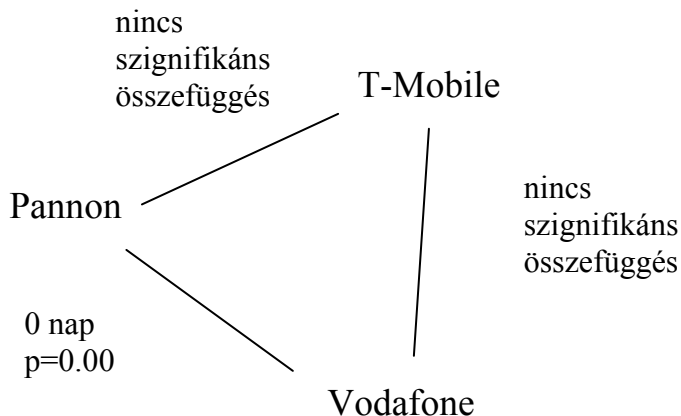 nincs
szignifikáns
összefüggés
T-Mobile
Pannon
nincs
szignifikáns
összefüggés
0 nap
p=0.00
Vodafone